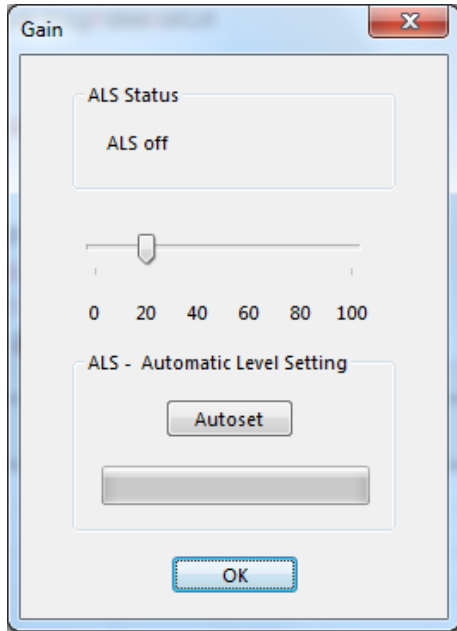 Gain
ALS Status
ALS off
0 20 40 60 80 100
ALS - Automatic Level Setting
Autoset
OK